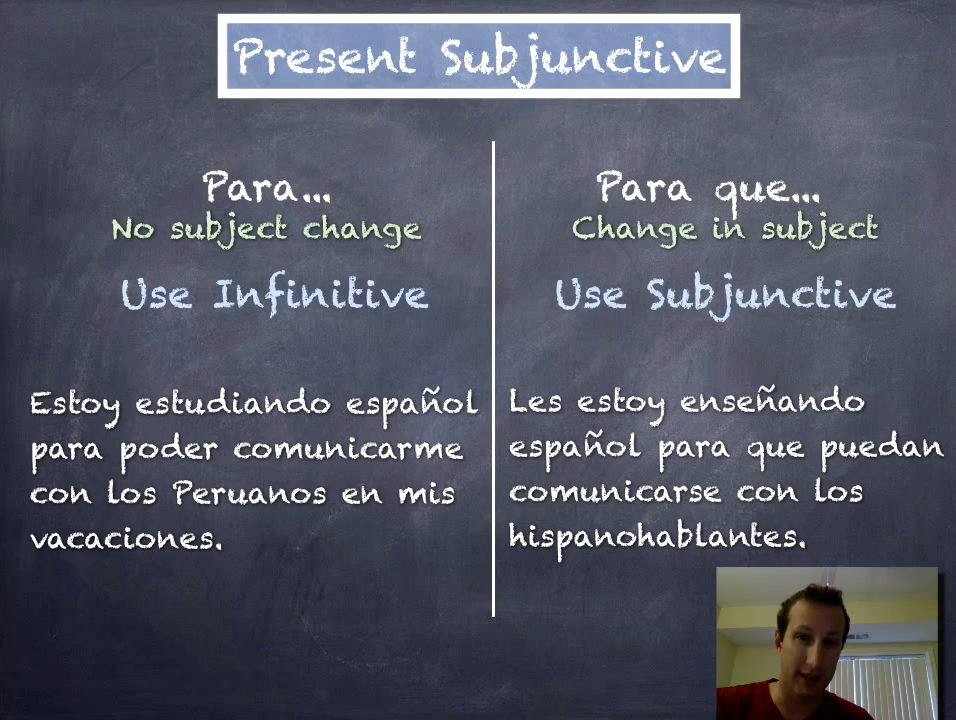 Present Subjunctive
Para...
No subject change
Use Infinitive
Estoy estudiando español
para poder comunicarme
con los Peruanos en mis
vacaciones.
Para que...
Change in subject
Use Subjunctive
Les estoy enseñando
español para que puedan
comunicarse con los
hispanohablantes.